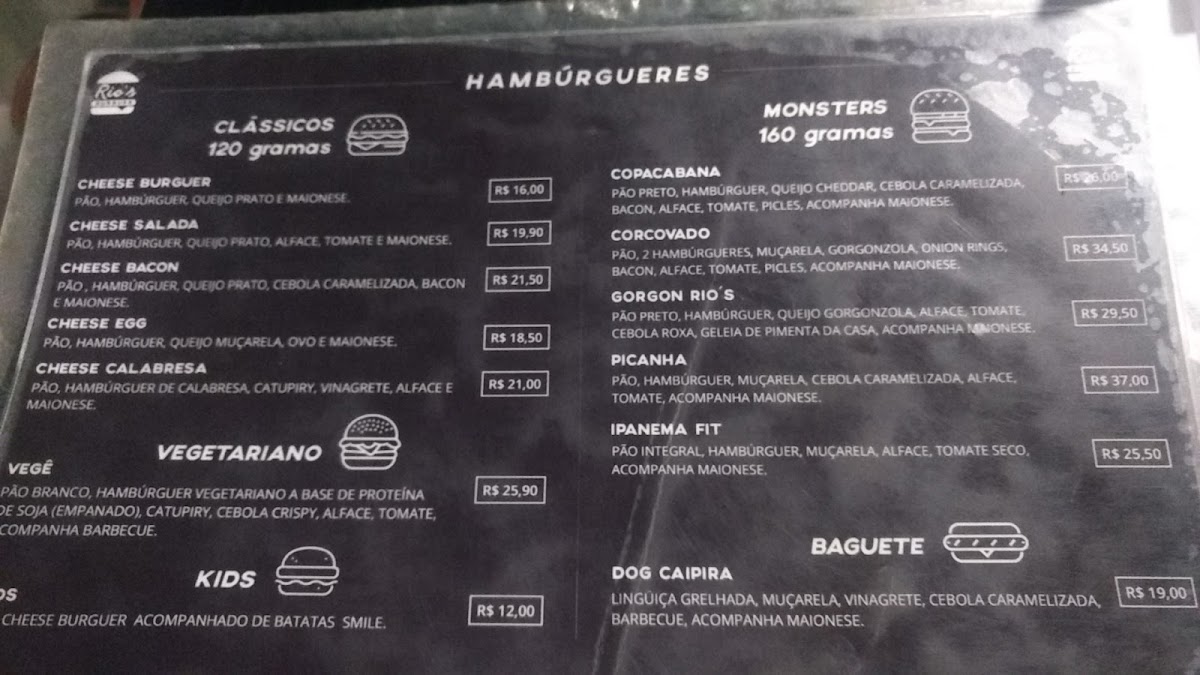 Rio's
BURGUER
HAMBÚRGUERES
CLÁSSICOS
120 gramas
CHEESE BURGUER
R$ 16,00
PÃO, HAMBÚRGUER, QUEIJO PRATO E MAIONESE.
CHEESE SALADA
R$ 19,90
PÃO, HAMBÚRGUER, QUEIJO PRATO, ALFACE, TOMATE E MAIONESE.
CHEESE BACON
R$ 21,50
PÃO , HAMBÚRGUER, QUEIJO PRATO, CEBOLA CARAMELIZADA, BACON
E MAIONESE.
CHEESE EGG
R$ 18,50
PÃO, HAMBÚRGUER, QUEIJO MUÇARELA, OVO E MAIONESE.
CHEESE CALABRESA
R$ 21,00
PÃO, HAMBÚRGUER DE CALABRESA, CATUPIRY, VINAGRETE, ALFACE E
MAIONESE.
VEGETARIANO
VEGÊ
R$ 25,90
PÃO BRANCO, HAMBÚRGUER VEGETARIANO A BASE DE PROTEÍNA
DE SOJA (EMPANADO), CATUPIRY, CEBOLA CRISPY, ALFACE, TOMATE,
COMPANHA BARBECUE.
KIDS
OS
R$ 12,00
CHEESE BURGUER ACOMPANHADO DE BATATAS SMILE.
MONSTERS
160 gramas
COPACABANA
R$ 26,00
PÃO PRETO, HAMBÚRGUER, QUEIJO CHEDDAR, CEBOLA CARAMELIZADA,
BACON, ALFACE, TOMATE, PICLES, ACOMPANHA MAIONESE.
CORCOVADO
R$ 34,50
PÃO, 2 HAMBÚRGUERES, MUÇARELA, GORGONZOLA, ONION RINGS,
BACON, ALFACE, TOMATE, PICLES, ACOMPANHA MAIONESE.
GORGON RIO´S
R$ 29,50
PÃO PRETO, HAMBÚRGUER, QUEIJO GORGONZOLA, ALFACE, TOMATE,
CEBOLA ROXA, GELEIA DE PIMENTA DA CASA, ACOMPANHA MAIONESE.
PICANHA
R$ 37,00
PÃO, HAMBÚRGUER, MUÇARELA, CEBOLA CARAMELIZADA, ALFACE,
TOMATE, ACOMPANHA MAIONESE.
IPANEMA FIT
R$ 25,50
PÃO INTEGRAL, HAMBÚRGUER, MUÇARELA, ALFACE, TOMATE SECO,
ACOMPANHA MAIONESE.
BAGUETE
DOG CAIPIRA
R$ 19,00
LINGÜIÇA GRELHADA, MUÇARELA, VINAGRETE, CEBOLA CARAMELIZADA,
BARBECUE, ACOMPANHA MAIONESE.